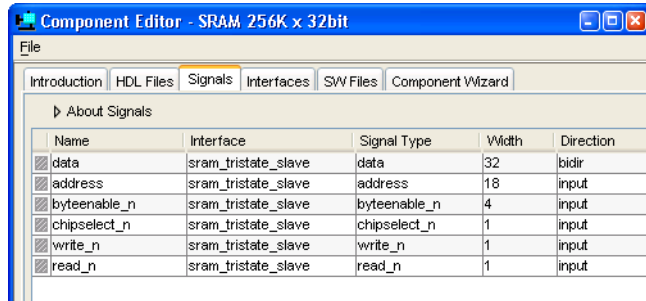 Component Editor - SRAM 256K x 32bit
File
Introduction HDL Files Signals Interfaces SW Files Component Wizard
About Signals
Name Interface Signal Type Width Direction
data sram_tristate_slave data 32 bidir
address sram_tristate_slave address 18 input
byteenable_n sram_tristate_slave byteenable_n 4 input
chipselect_n sram_tristate_slave chipselect_n 1 input
write_n sram_tristate_slave write_n 1 input
read_n sram_tristate_slave read_n 1 input